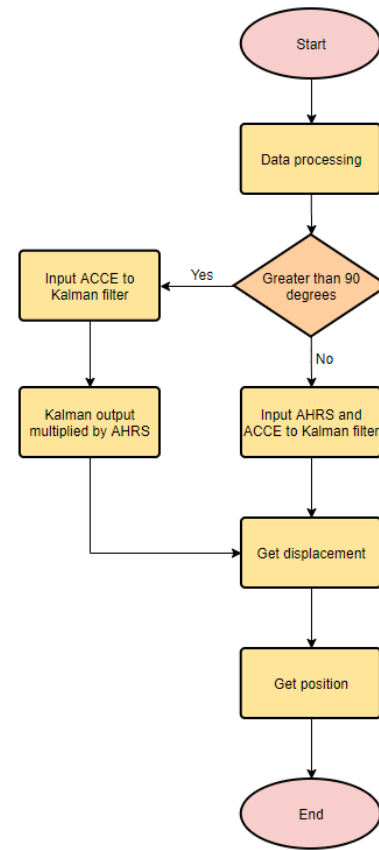 Start
Data processing
Greater than 90
degrees
Yes
Input ACCE to
Kalman filter
No
Kalman output
multiplied by AHRS
Input AHRS and
ACCE to Kalman filter
Get displacement
Get position
End